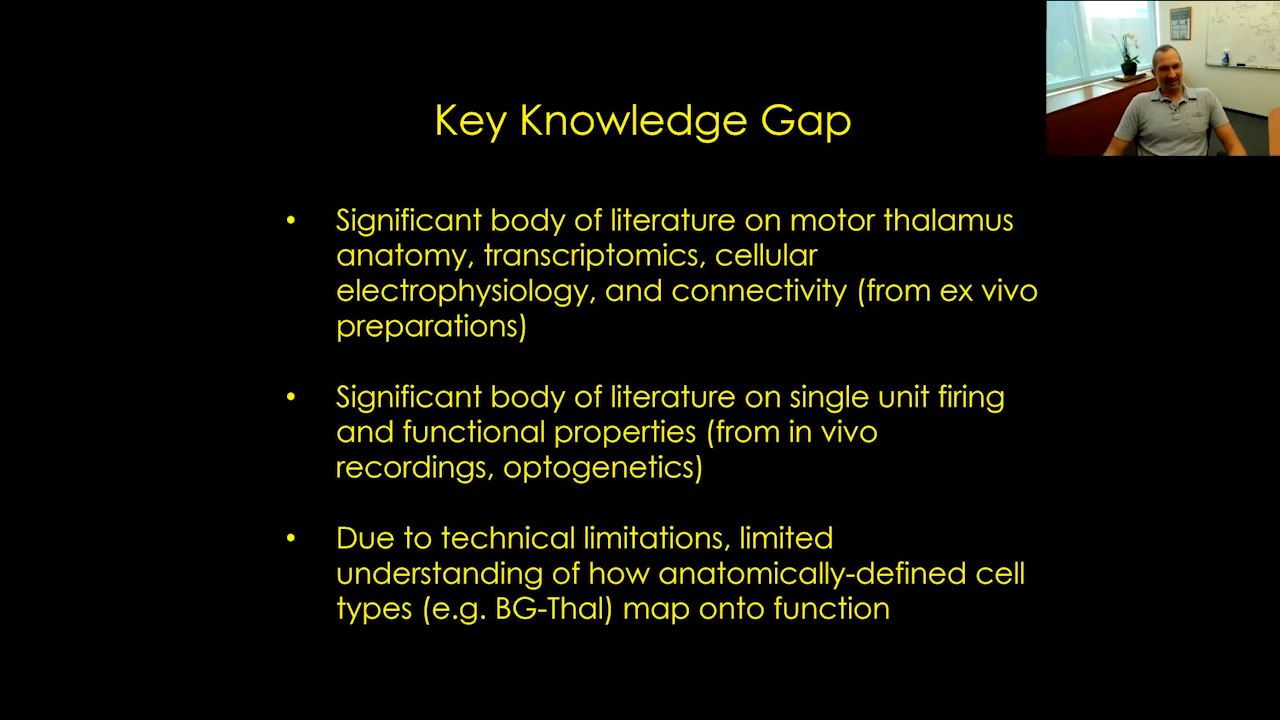 Key Knowledge Gap
• Significant body of literature on motor thalamus
anatomy, transcriptomics, cellular
electrophysiology, and connectivity (from ex vivo
preparations)
• Significant body of literature on single unit firing
and functional properties (from in vivo
recordings, optogenetics)
• Due to technical limitations, limited
understanding of how anatomically-defined cell
types (e.g. BG-Thal) map onto function